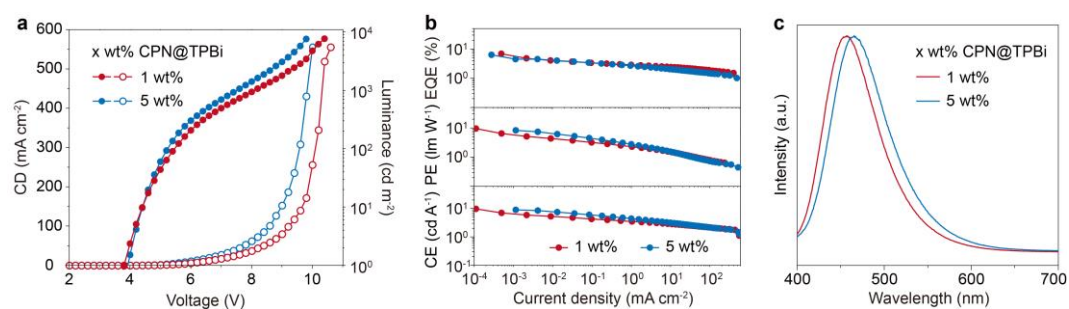 a
x wt% CPN@TPBi
1 wt%
5 wt%
CD (mA cm-2)
600
500
400
300
200
100
0
Luminance (cd m-2)
10⁴
10³
10²
10¹
10⁰
2 4 6 8 10
Voltage (V)
b
EQE (%)
10¹
10⁰
PE (lm W-1)
10¹
10⁰
CE (cd A-1)
10¹
10⁰
10-1
1 wt%
5 wt%
10-4 10-3 10-2 10-1 10⁰ 10¹ 10²
Current density (mA cm-2)
c
x wt% CPN@TPBi
1 wt%
5 wt%
Intensity (a.u.)
400 500 600 700
Wavelength (nm)